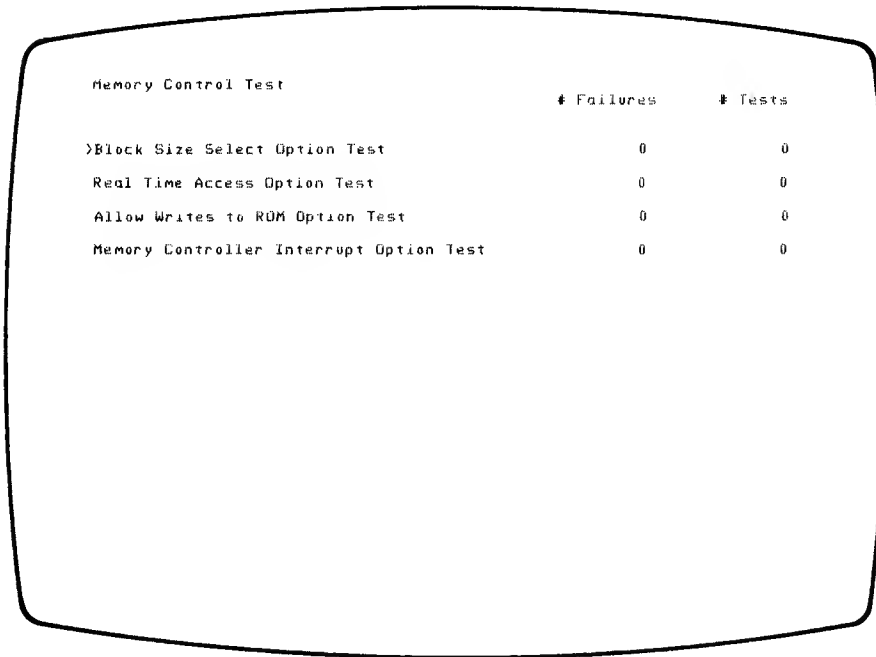 Memory Control Test
# Failures # Tests
>Block Size Select Option Test 0 0
Real Time Access Option Test 0 0
Allow Writes to ROM Option Test 0 0
Memory Controller Interrupt Option Test 0 0